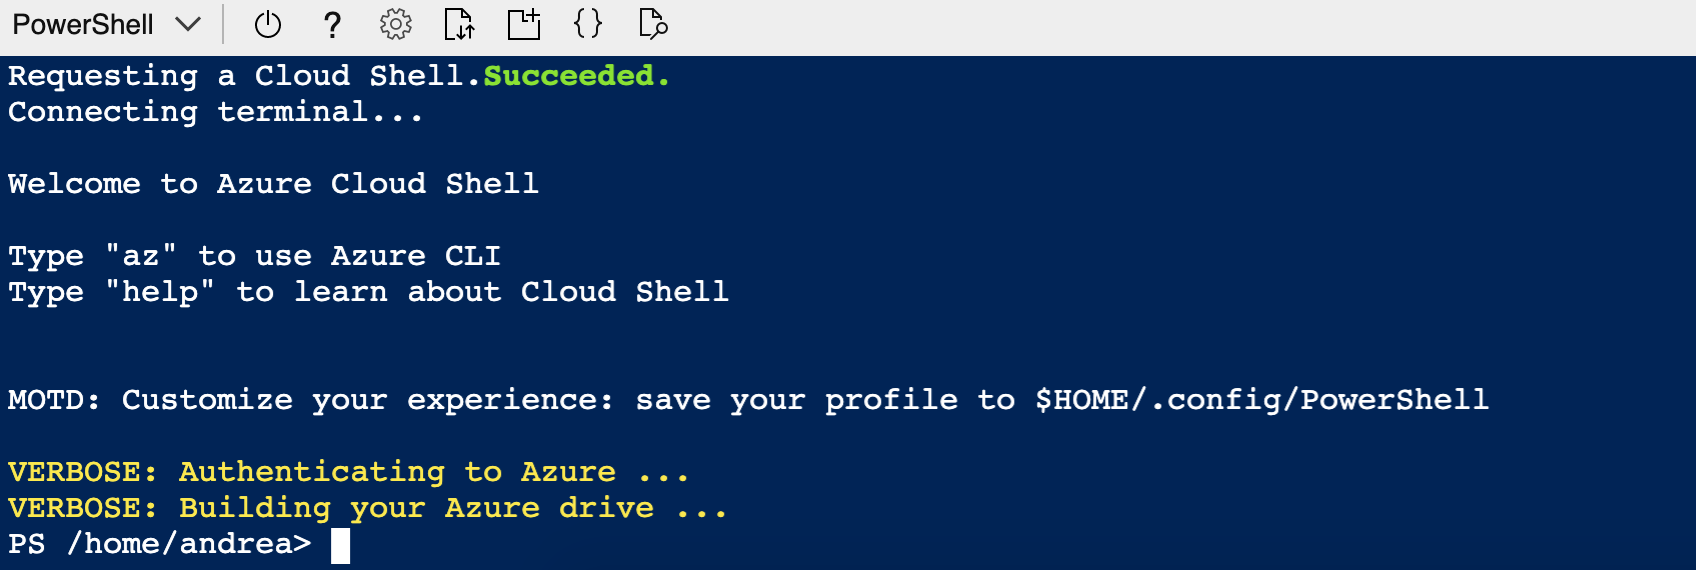 PowerShell
Requesting a Cloud Shell.Succeeded.
Connecting terminal...
Welcome to Azure Cloud Shell
Type "az" to use Azure CLI
Type "help" to learn about Cloud Shell
MOTD: Customize your experience: save your profile to $HOME/.config/PowerShell
VERBOSE: Authenticating to Azure ...
VERBOSE: Building your Azure drive ...
PS /home/andrea>